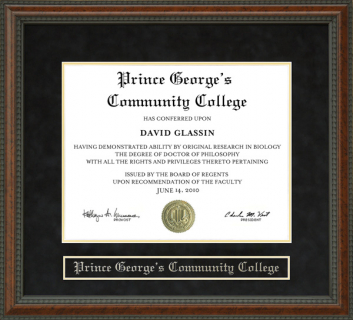 Prince George's
Community College
HAS CONFERRED UPON
DAVID GLASSIN
HAVING DEMONSTRATED ABILITY BY ORIGINAL RESEARCH IN BIOLOGY
THE DEGREE OF DOCTOR OF PHILOSOPHY
WITH ALL THE RIGHTS AND PRIVILEGES THERETO PERTAINING
ISSUED BY THE BOARD OF REGENTS
UPON RECOMMENDATION OF THE FACULTY
JUNE 14, 2010
PROVOST
PRESIDENT
Prince George's Community College